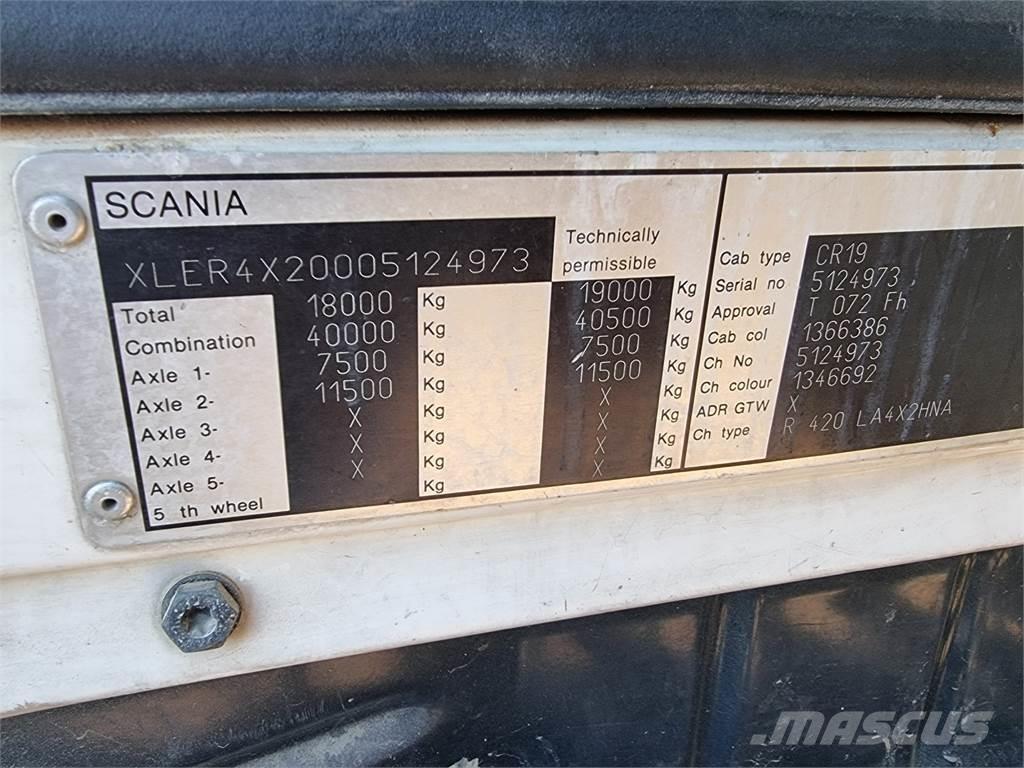 SCANIA
XLER4X20005124973
Technically
permissible
Total 18000 Kg 19000 Kg
Combination 40000 Kg 40500 Kg
Axle 1- 7500 Kg 7500 Kg
Axle 2- 11500 Kg 11500 Kg
Axle 3- X Kg X Kg
Axle 4- X Kg X Kg
Axle 5- X Kg X Kg
5 th wheel Kg
Cab type CR19
Serial no 5124973
Approval T 072 Fh
Cab col 1366386
Ch No 5124973
Ch colour 1346692
ADR GTW X
Ch type R 420 LA4X2HNA
MASCUS